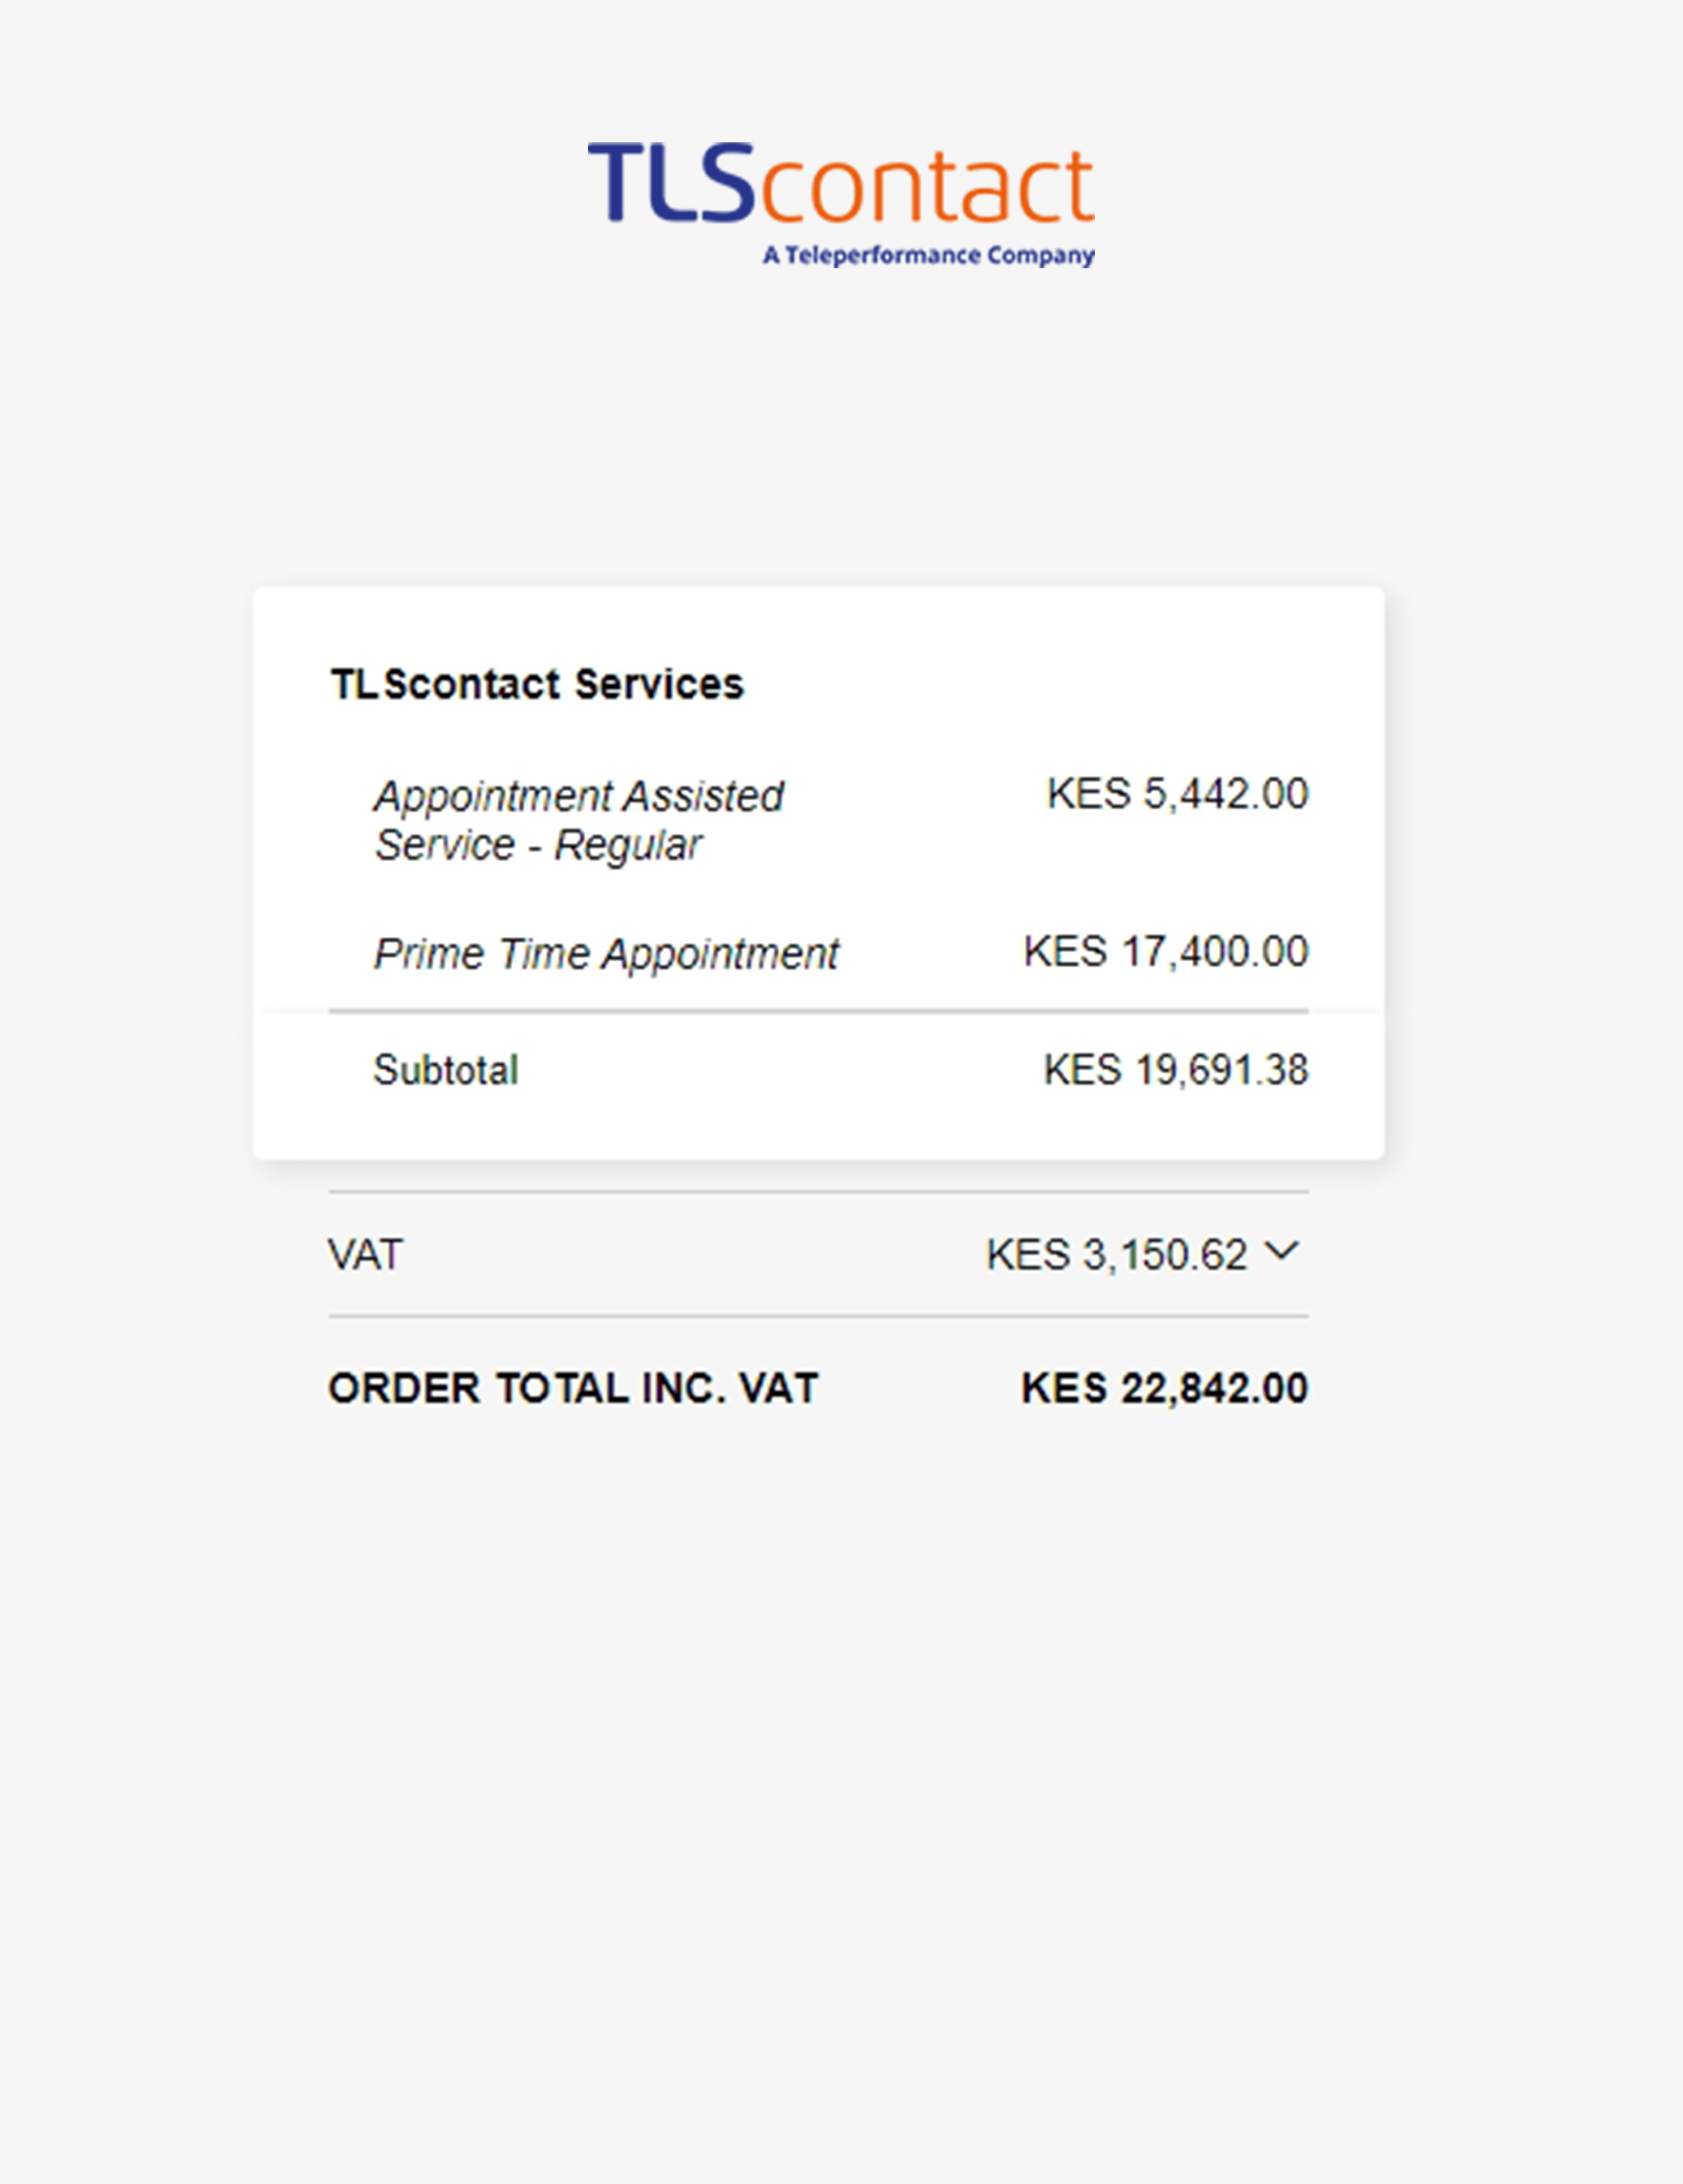 TLScontact
A Teleperformance Company
TLScontact Services
Appointment Assisted KES 5,442.00
Service - Regular
Prime Time Appointment KES 17,400.00
Subtotal KES 19,691.38
VAT KES 3,150.62
ORDER TOTAL INC. VAT KES 22,842.00